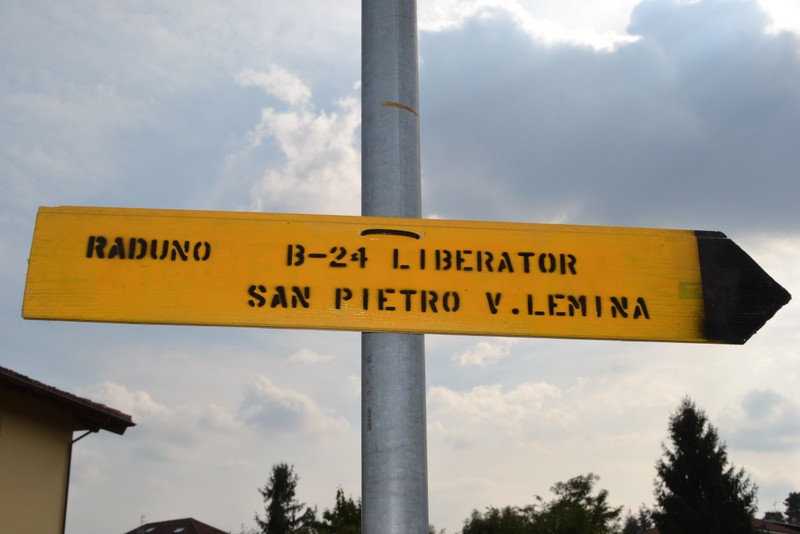 RADUNO B-24 LIBERATOR
SAN PIETRO V.LEMINA